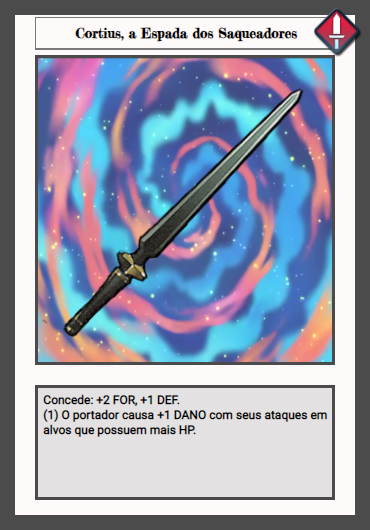 Cortius, a Espada dos Saqueadores
Concede: +2 FOR, +1 DEF.
(1) O portador causa +1 DANO com seus ataques em
alvos que possuem mais HP.